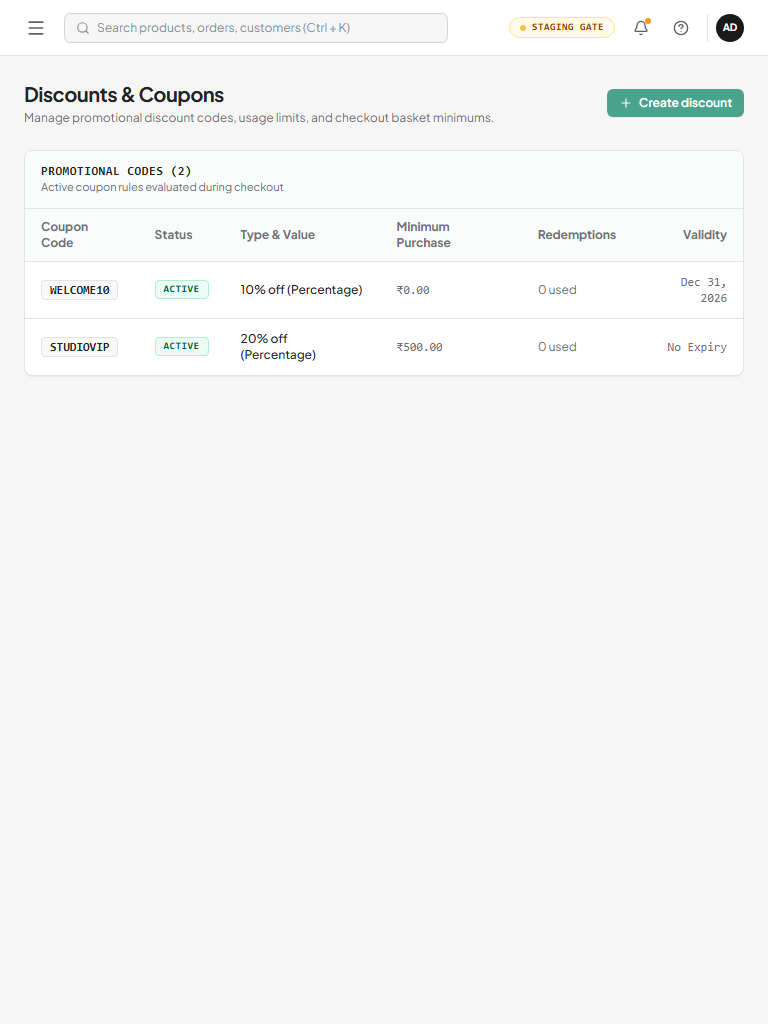 Search products, orders, customers (Ctrl + K)
STAGING GATE
AD
Discounts & Coupons
Manage promotional discount codes, usage limits, and checkout basket minimums.
Create discount
PROMOTIONAL CODES (2)
Active coupon rules evaluated during checkout
Coupon Code
Status
Type & Value
Minimum Purchase
Redemptions
Validity
WELCOME10
ACTIVE
10% off (Percentage)
₹0.00
0 used
Dec 31, 2026
STUDIOVIP
ACTIVE
20% off (Percentage)
₹500.00
0 used
No Expiry